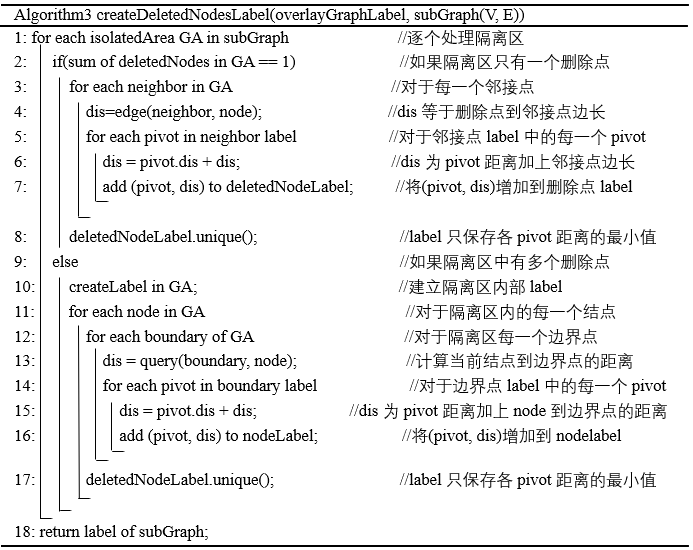 Algorithm3 createDeletedNodesLabel(overlayGraphLabel, subGraph(V, E))
1: for each isolatedArea GA in subGraph //逐个处理隔离区
2: if(sum of deletedNodes in GA == 1) //如果隔离区只有一个删除点
3: for each neighbor in GA //对于每一个邻接点
4: dis=edge(neighbor, node); //dis 等于删除点到邻接点边长
5: for each pivot in neighbor label //对于邻接点 label 中的每一个 pivot
6: dis = pivot.dis + dis; //dis 为 pivot 距离加上邻接点边长
7: add (pivot, dis) to deletedNodeLabel; //将(pivot, dis)增加到删除点 label
8: deletedNodeLabel.unique(); //label 只保存各 pivot 距离的最小值
9: else //如果隔离区中有多个删除点
10: createLabel in GA; //建立隔离区内部 label
11: for each node in GA //对于隔离区内的每一个结点
12: for each boundary of GA //对于隔离区每一个边界点
13: dis = query(boundary, node); //计算当前结点到边界点的距离
14: for each pivot in boundary label //对于边界点 label 中的每一个 pivot
15: dis = pivot.dis + dis; //dis 为 pivot 距离加上 node 到边界点的距离
16: add (pivot, dis) to nodeLabel; //将(pivot, dis)增加到 nodelabel
17: deletedNodeLabel.unique(); //label 只保存各 pivot 距离的最小值
18: return label of subGraph;